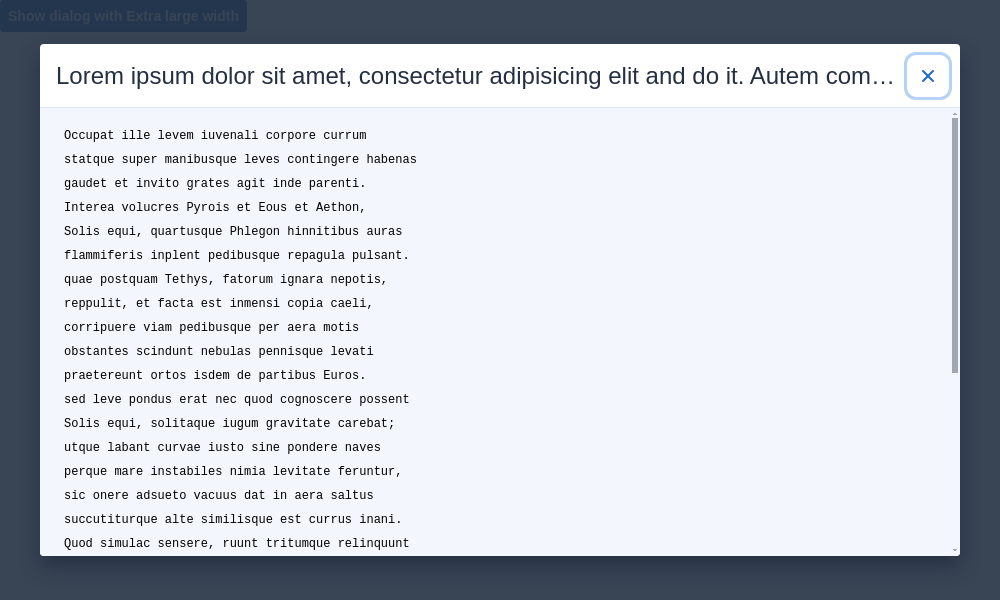 Show dialog with Extra large width
Lorem ipsum dolor sit amet, consectetur adipisicing elit and do it. Autem com…
Occupat ille levem iuvenali corpore currum
statque super manibusque leves contingere habenas
gaudet et invito grates agit inde parenti.
Interea volucres Pyrois et Eous et Aethon,
Solis equi, quartusque Phlegon hinnitibus auras
flammiferis inplent pedibusque repagula pulsant.
quae postquam Tethys, fatorum ignara nepotis,
reppulit, et facta est inmensi copia caeli,
corripuere viam pedibusque per aera motis
obstantes scindunt nebulas pennisque levati
praetereunt ortos isdem de partibus Euros.
sed leve pondus erat nec quod cognoscere possent
Solis equi, solitaque iugum gravitate carebat;
utque labant curvae iusto sine pondere naves
perque mare instabiles nimia levitate feruntur,
sic onere adsueto vacuus dat in aera saltus
succutiturque alte similisque est currus inani.
Quod simulac sensere, ruunt tritumque relinquunt